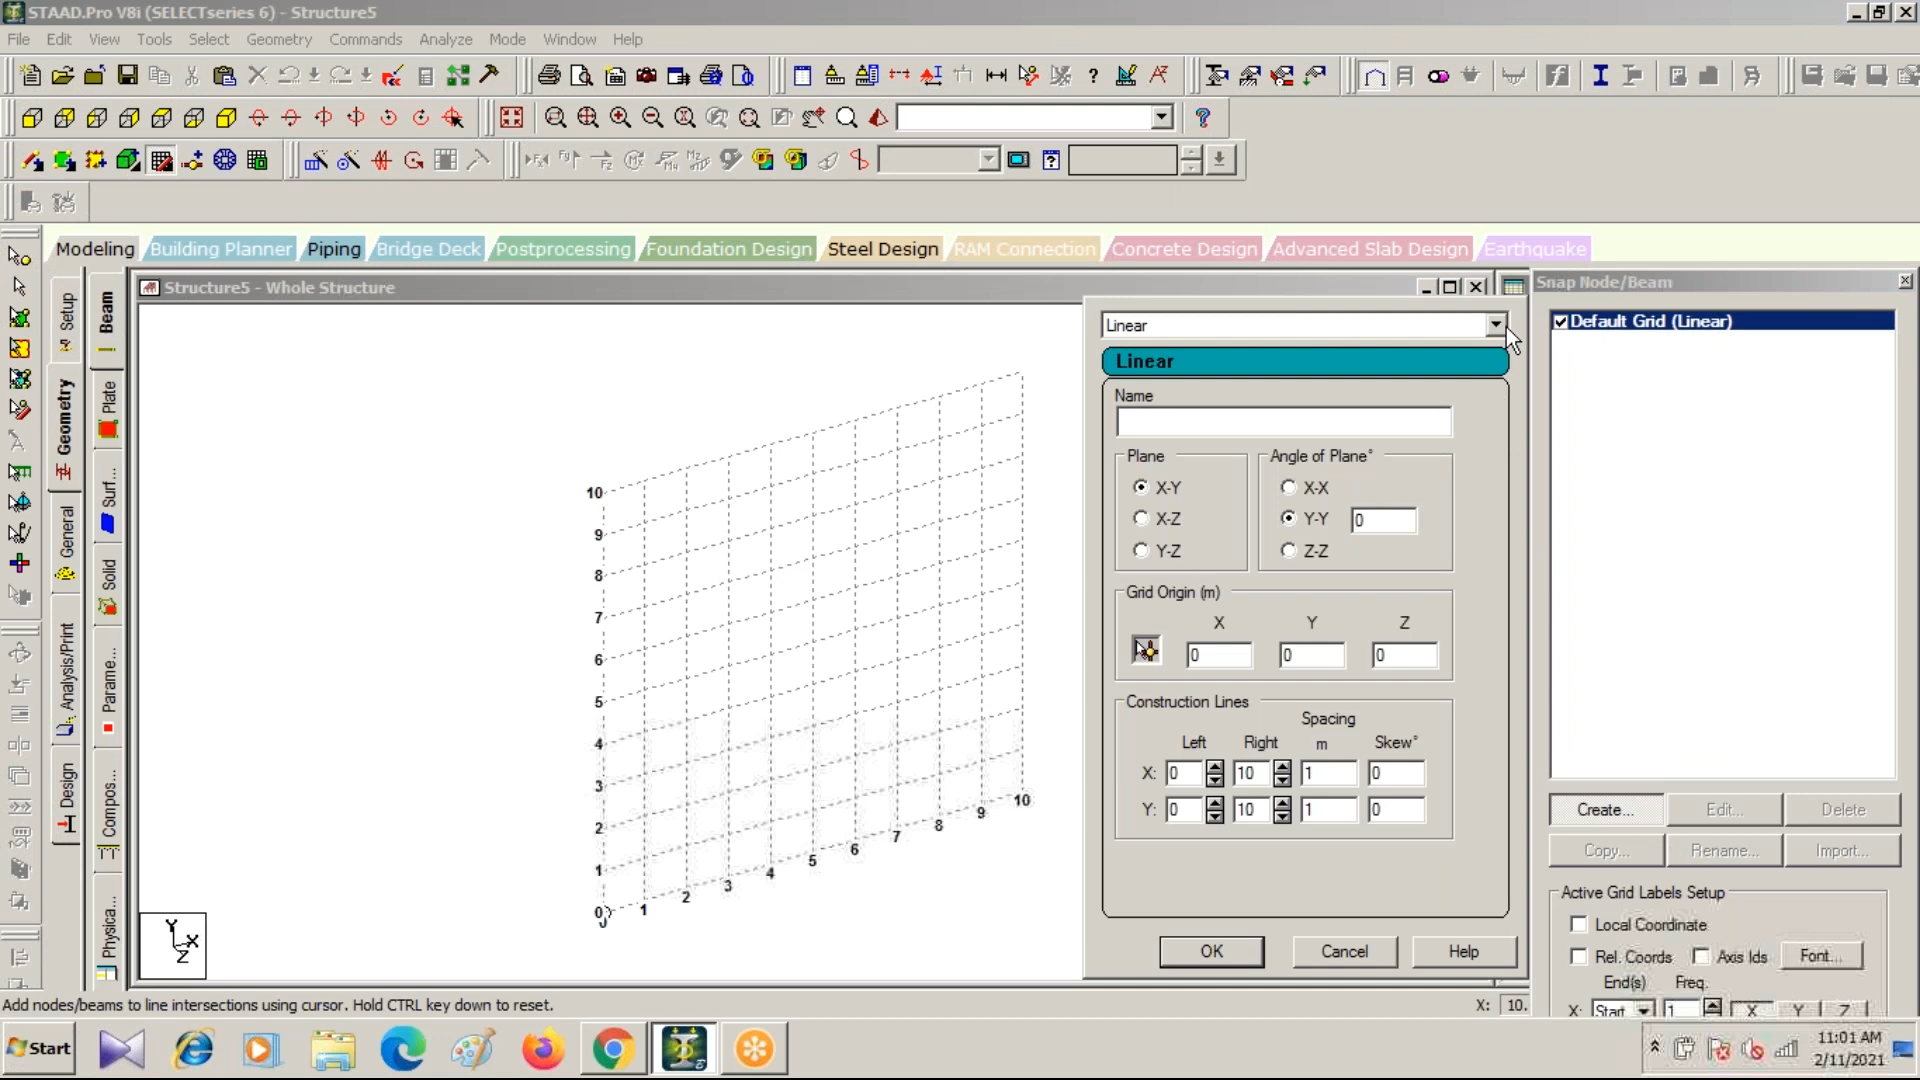 STAAD.Pro V8i (SELECTseries 6) - Structure5
File Edit View Tools Select Geometry Commands Analyze Mode Window Help
Modeling Building Planner Piping Bridge Deck Postprocessing Foundation Design Steel Design RAM Connection Concrete Design Advanced Slab Design Earthquake
Setup
Geometry
General
Analysis/Print
Design
Beam
Plate
Surf...
Solid
Parame...
Compos...
Physica...
Structure5 - Whole Structure
10
9
8
7
6
5
4
3
2
1
0
1 2 3 4 5 6 7 8 9 10
Y
X
Z
Linear
Linear
Name
Plane
X-Y
X-Z
Y-Z
Angle of Plane°
X-X
Y-Y 0
Z-Z
Grid Origin (m)
X Y Z
0 0 0
Construction Lines
Spacing
Left Right m Skew°
X: 0 10 1 0
Y: 0 10 1 0
OK Cancel Help
Snap Node/Beam
Default Grid (Linear)
Create... Edit... Delete
Copy... Rename... Import...
Active Grid Labels Setup
Local Coordinate
Rel. Coords Axis Ids Font...
End(s) Freq.
X: Start 1 X Y Z
Add nodes/beams to line intersections using cursor. Hold CTRL key down to reset.
X: 10.
Start
11:01 AM
2/11/2021